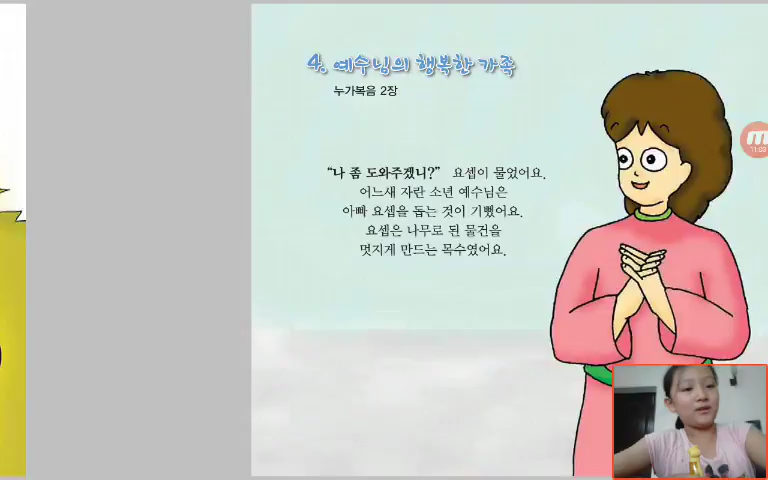 4. 예수님의 행복한 가족
누가복음 2장
“나 좀 도와주겠니?” 요셉이 물었어요.
어느새 자란 소년 예수님은
아빠 요셉을 돕는 것이 기뻤어요.
요셉은 나무로 된 물건을
멋지게 만드는 목수였어요.
11:03